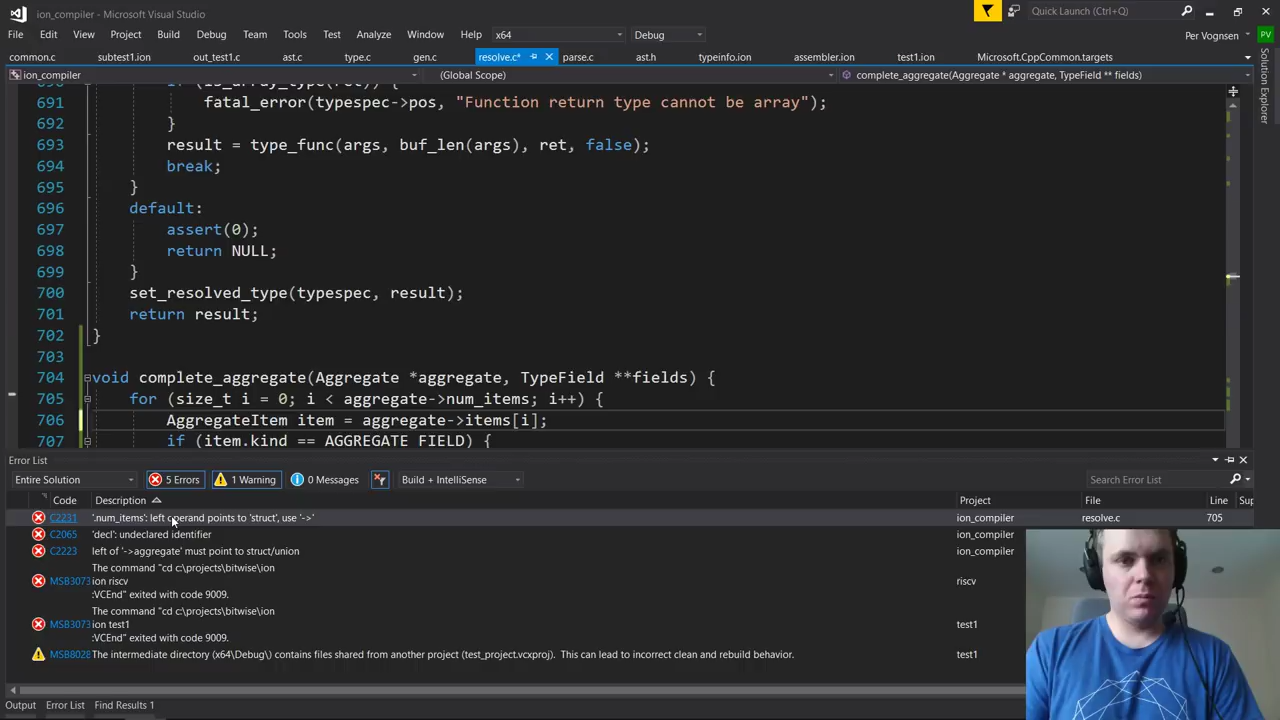 ion_compiler - Microsoft Visual Studio
Quick Launch (Ctrl+Q)
File Edit View Project Build Debug Team Tools Test Analyze Window Help x64 Debug Per Vognsen PV
common.c subtest1.ion out_test1.c ast.c type.c gen.c resolve.c* parse.c ast.h typeinfo.ion assembler.ion test1.ion Microsoft.CppCommon.targets
ion_compiler (Global Scope) complete_aggregate(Aggregate * aggregate, TypeField ** fields)
Solution Explorer
690 if (is_array_type(ret)) {
691 fatal_error(typespec->pos, "Function return type cannot be array");
692 }
693 result = type_func(args, buf_len(args), ret, false);
694 break;
695 }
696 default:
697 assert(0);
698 return NULL;
699 }
700 set_resolved_type(typespec, result);
701 return result;
702 }
703
704 void complete_aggregate(Aggregate *aggregate, TypeField **fields) {
705 for (size_t i = 0; i < aggregate->num_items; i++) {
706 AggregateItem item = aggregate->items[i];
707 if (item.kind == AGGREGATE_FIELD) {
Error List
Entire Solution 5 Errors 1 Warning 0 Messages Build + IntelliSense Search Error List
Code Description Project File Line Sup
C2231 '.num_items': left operand points to 'struct', use '->' ion_compiler resolve.c 705
C2065 'decl': undeclared identifier ion_compiler
C2223 left of '->aggregate' must point to struct/union ion_compiler
The command "cd c:\projects\bitwise\ion
MSB3073 ion riscv riscv
:VCEnd" exited with code 9009.
The command "cd c:\projects\bitwise\ion
MSB3073 ion test1 test1
:VCEnd" exited with code 9009.
MSB8028 The intermediate directory (x64\Debug\) contains files shared from another project (test_project.vcxproj). This can lead to incorrect clean and rebuild behavior. test1
Output Error List Find Results 1